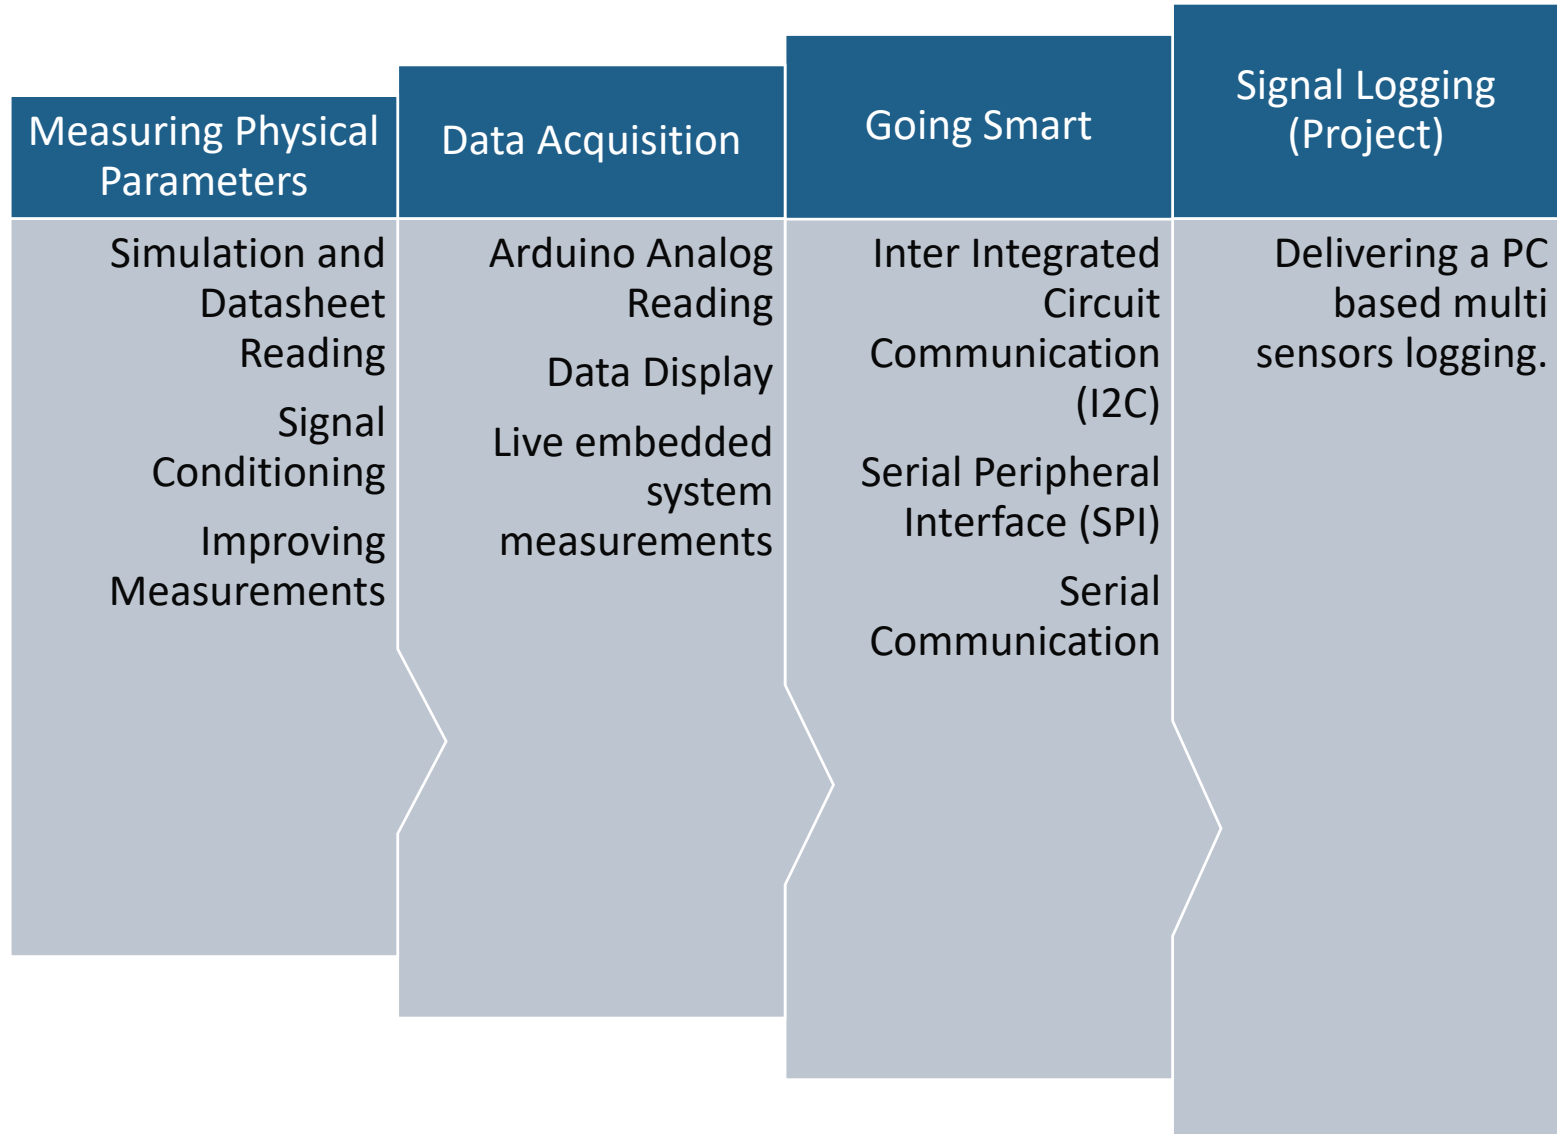 Measuring Physical
Parameters
Simulation and
Datasheet
Reading
Signal
Conditioning
Improving
Measurements
Data Acquisition
Arduino Analog
Reading
Data Display
Live embedded
system
measurements
Going Smart
Inter Integrated
Circuit
Communication
(I2C)
Serial Peripheral
Interface (SPI)
Serial
Communication
Signal Logging
(Project)
Delivering a PC
based multi
sensors logging.